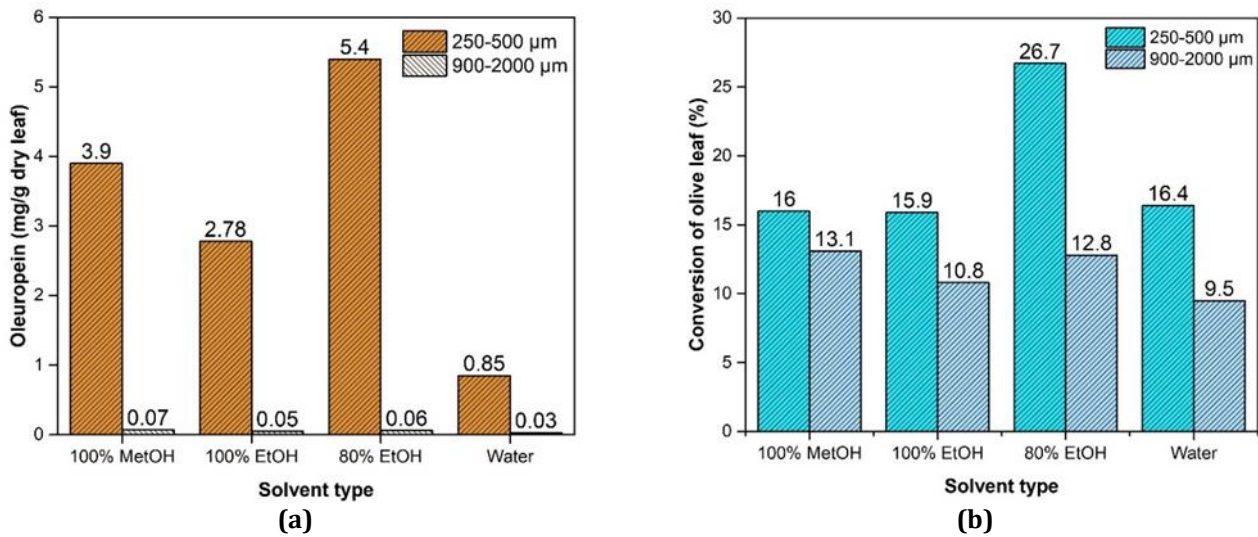 6
5
4
3
2
1
0
Oleuropein (mg/g dry leaf)
250-500 µm
900-2000 µm
3.9
0.07
2.78
0.05
5.4
0.06
0.85
0.03
100% MetOH
100% EtOH
80% EtOH
Water
Solvent type
(a)
30
25
20
15
10
5
0
Conversion of olive leaf (%)
250-500 µm
900-2000 µm
16
13.1
15.9
10.8
26.7
12.8
16.4
9.5
100% MetOH
100% EtOH
80% EtOH
Water
Solvent type
(b)